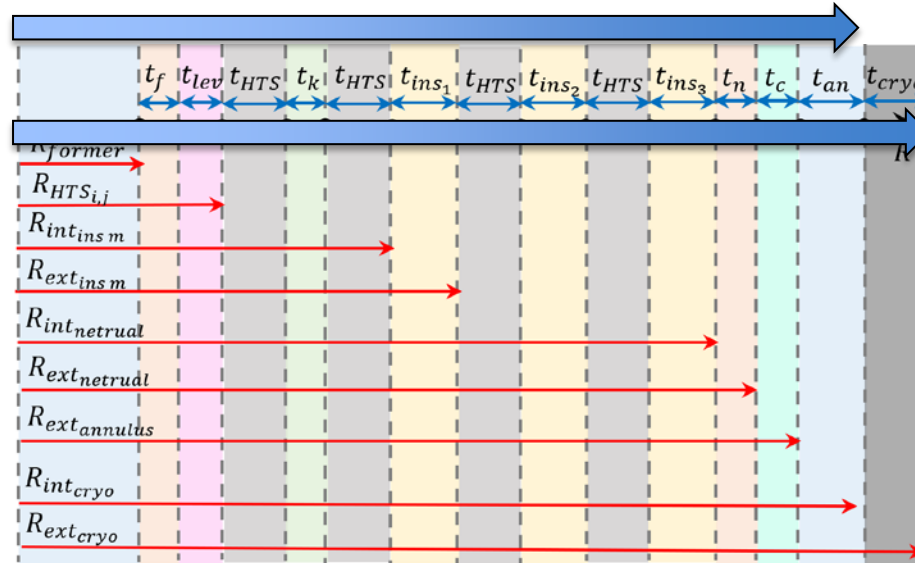 t_f t_lev t_HTS t_k t_HTS t_ins_1 t_HTS t_ins_2 t_HTS t_ins_3 t_n t_c t_an t_cryo
R_former
R_HTS_i,j
R_int_ins m
R_ext_ins m
R_int_netrual
R_ext_netrual
R_ext_annulus
R_int_cryo
R_ext_cryo